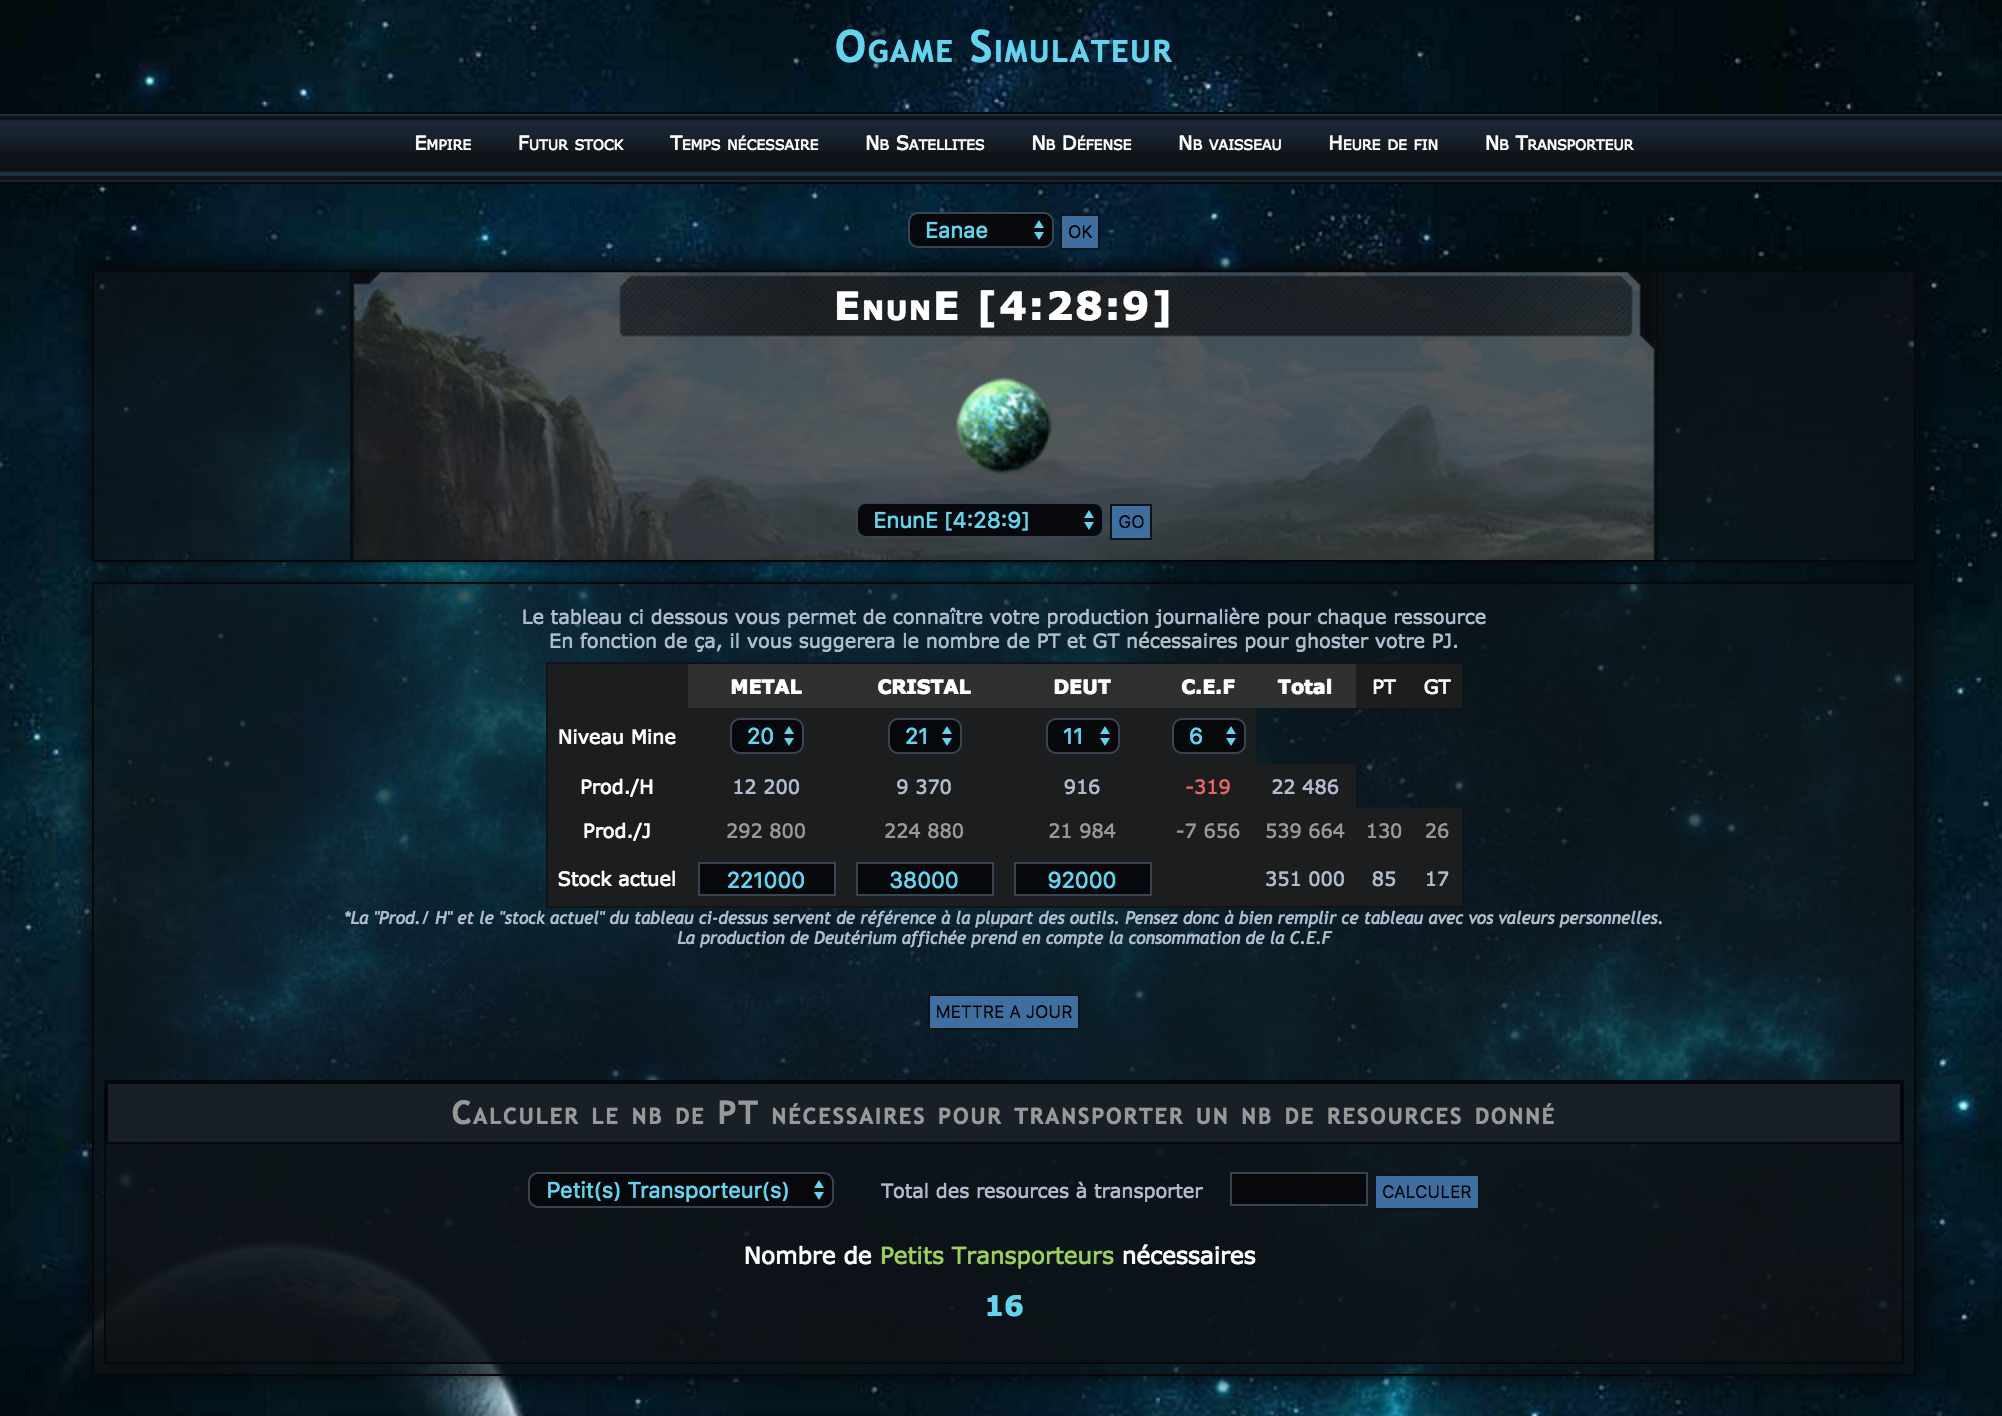 Ogame Simulateur
Empire Futur stock Temps nécessaire Nb Satellites Nb Défense Nb vaisseau Heure de fin Nb Transporteur
Eanae OK
EnunE [4:28:9]
EnunE [4:28:9] GO
Le tableau ci dessous vous permet de connaître votre production journalière pour chaque ressource
En fonction de ça, il vous suggerera le nombre de PT et GT nécessaires pour ghoster votre PJ.
METAL CRISTAL DEUT C.E.F Total PT GT
Niveau Mine 20 21 11 6
Prod./H 12 200 9 370 916 -319 22 486
Prod./J 292 800 224 880 21 984 -7 656 539 664 130 26
Stock actuel 221000 38000 92000 351 000 85 17
*La "Prod./ H" et le "stock actuel" du tableau ci-dessus servent de référence à la plupart des outils. Pensez donc à bien remplir ce tableau avec vos valeurs personnelles.
La production de Deutérium affichée prend en compte la consommation de la C.E.F
METTRE A JOUR
Calculer le nb de PT nécessaires pour transporter un nb de resources donné
Petit(s) Transporteur(s) Total des resources à transporter CALCULER
Nombre de Petits Transporteurs nécessaires
16